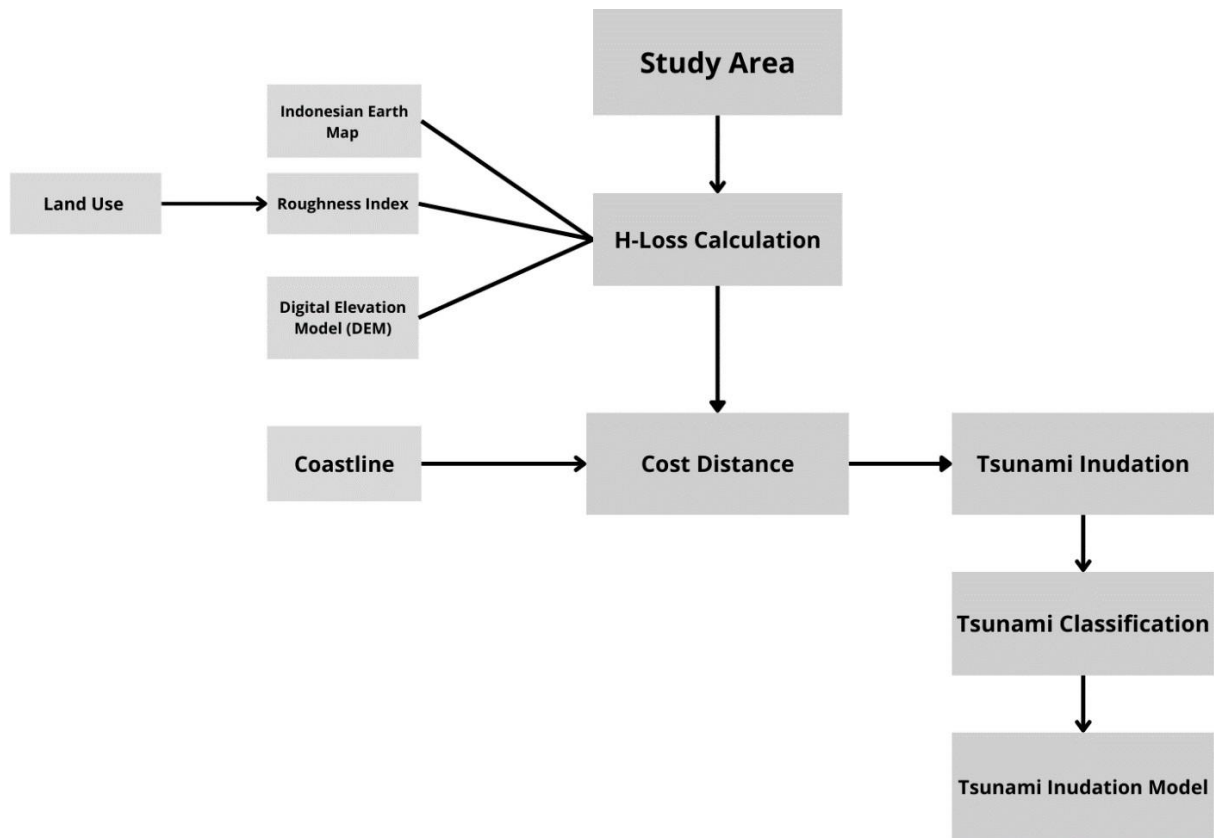 Study Area
Indonesian Earth
Map
Land Use
Roughness Index
H-Loss Calculation
Digital Elevation
Model (DEM)
Coastline
Cost Distance
Tsunami Inudation
Tsunami Classification
Tsunami Inudation Model